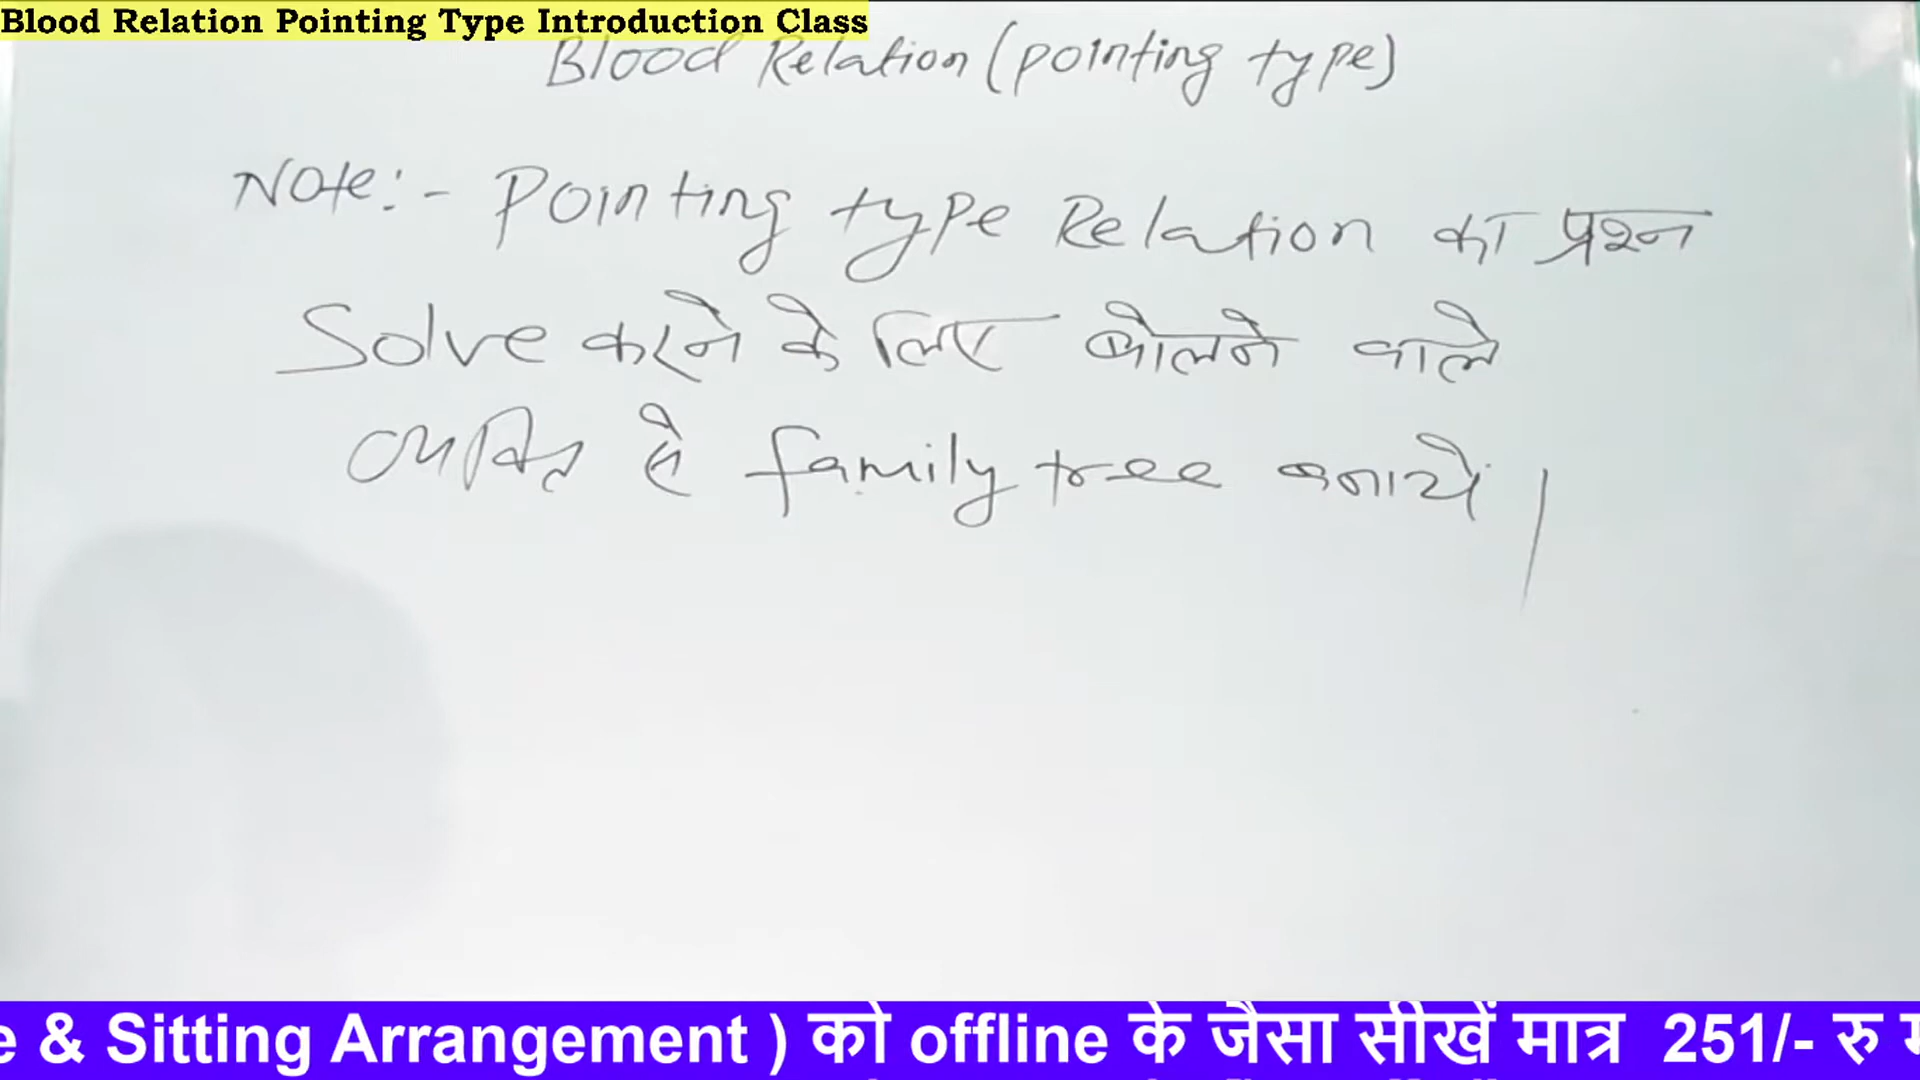 Blood Relation Pointing Type Introduction Class
Blood Relation (pointing type)
Note:- Pointing type Relation का प्रश्न
Solve करने के लिए बोलने वाले
व्यक्ति से family tree बनाये।
& Sitting Arrangement ) को offline के जैसा सीखें मात्र 251/- रु